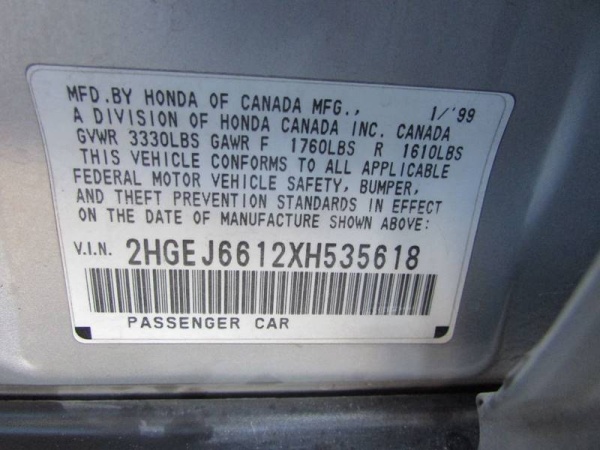 MFD.BY HONDA OF CANADA MFG., 1/'99
A DIVISION OF HONDA CANADA INC. CANADA
GVWR 3330LBS GAWR F 1760LBS R 1610LBS
THIS VEHICLE CONFORMS TO ALL APPLICABLE
FEDERAL MOTOR VEHICLE SAFETY, BUMPER,
AND THEFT PREVENTION STANDARDS IN EFFECT
ON THE DATE OF MANUFACTURE SHOWN ABOVE:
V.I.N. 2HGEJ6612XH535618
PASSENGER CAR